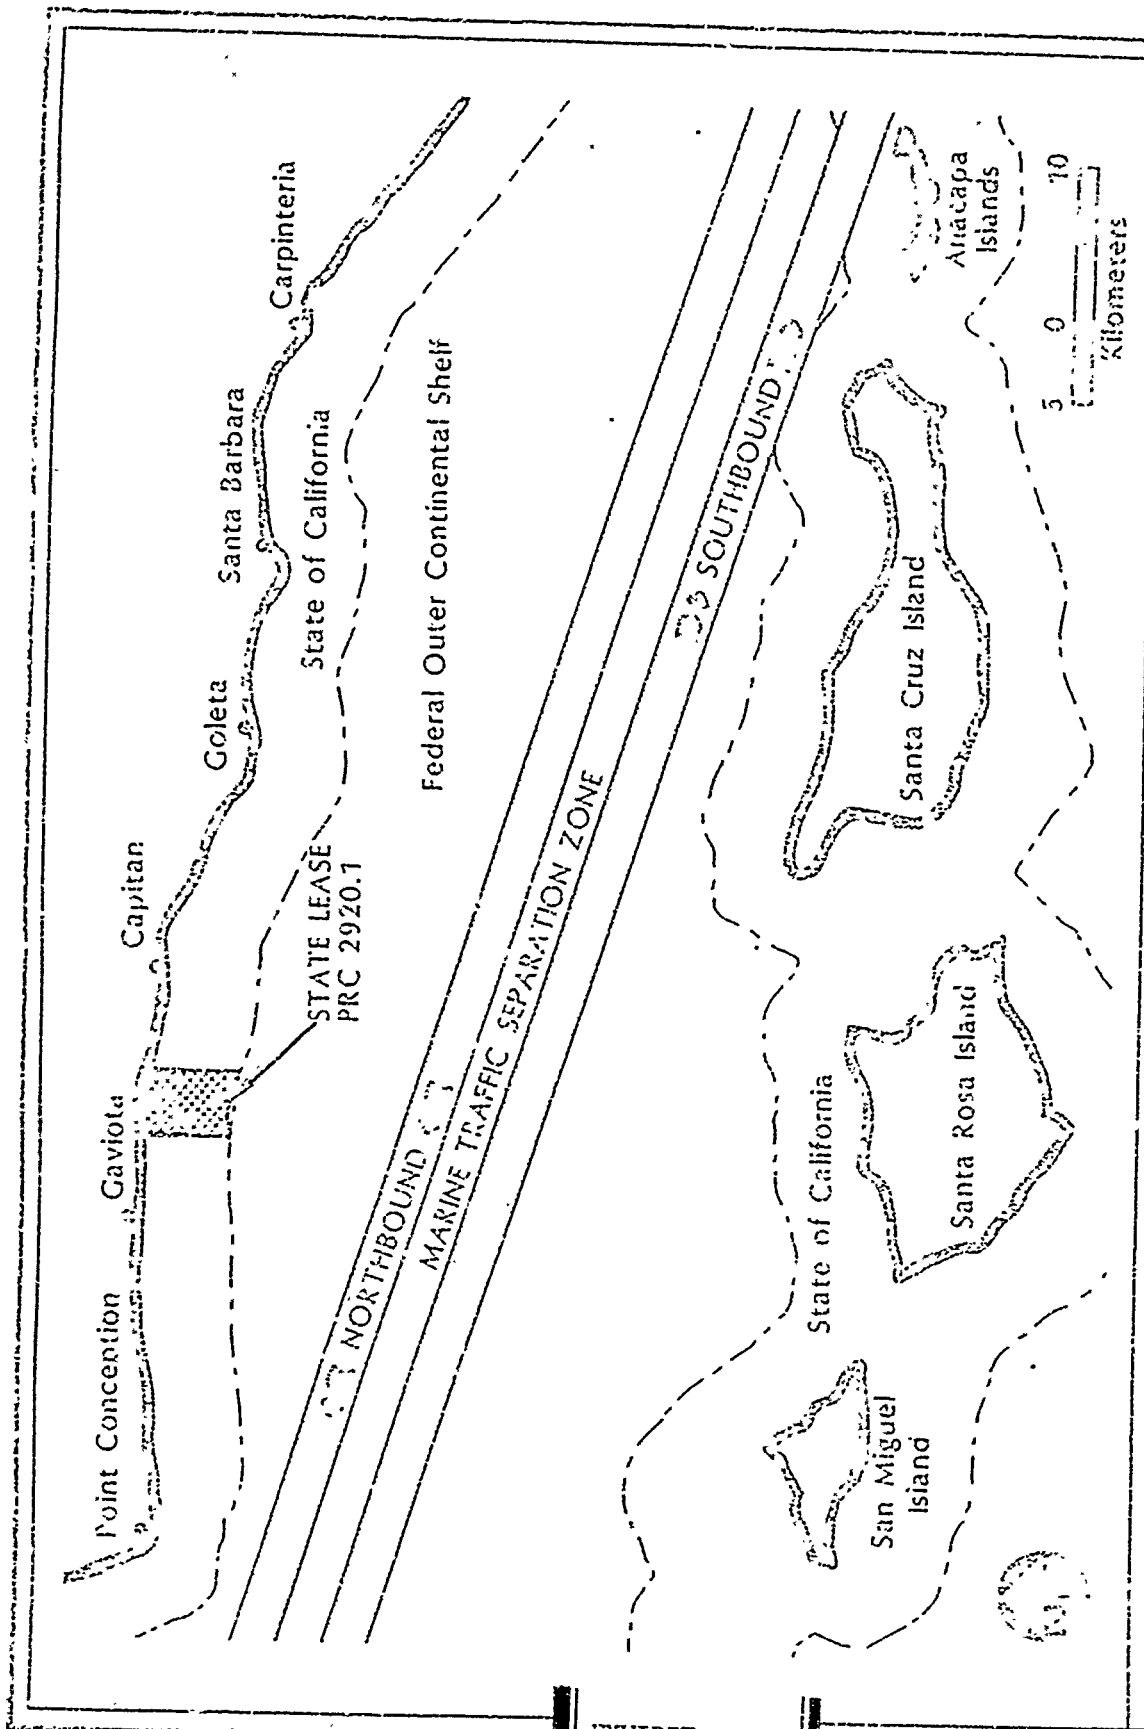 Point Conception
Gaviota
Capitan
Goleta
Santa Barbara
Carpinteria
State of California
STATE LEASE
PRC 2920.1
Federal Outer Continental Shelf
NORTHBOUND
MARINE TRAFFIC SEPARATION ZONE
SOUTHBOUND
State of California
San Miguel
Island
Santa Rosa Island
Santa Cruz Island
Anacapa
Islands
5 0 10
Kilometers